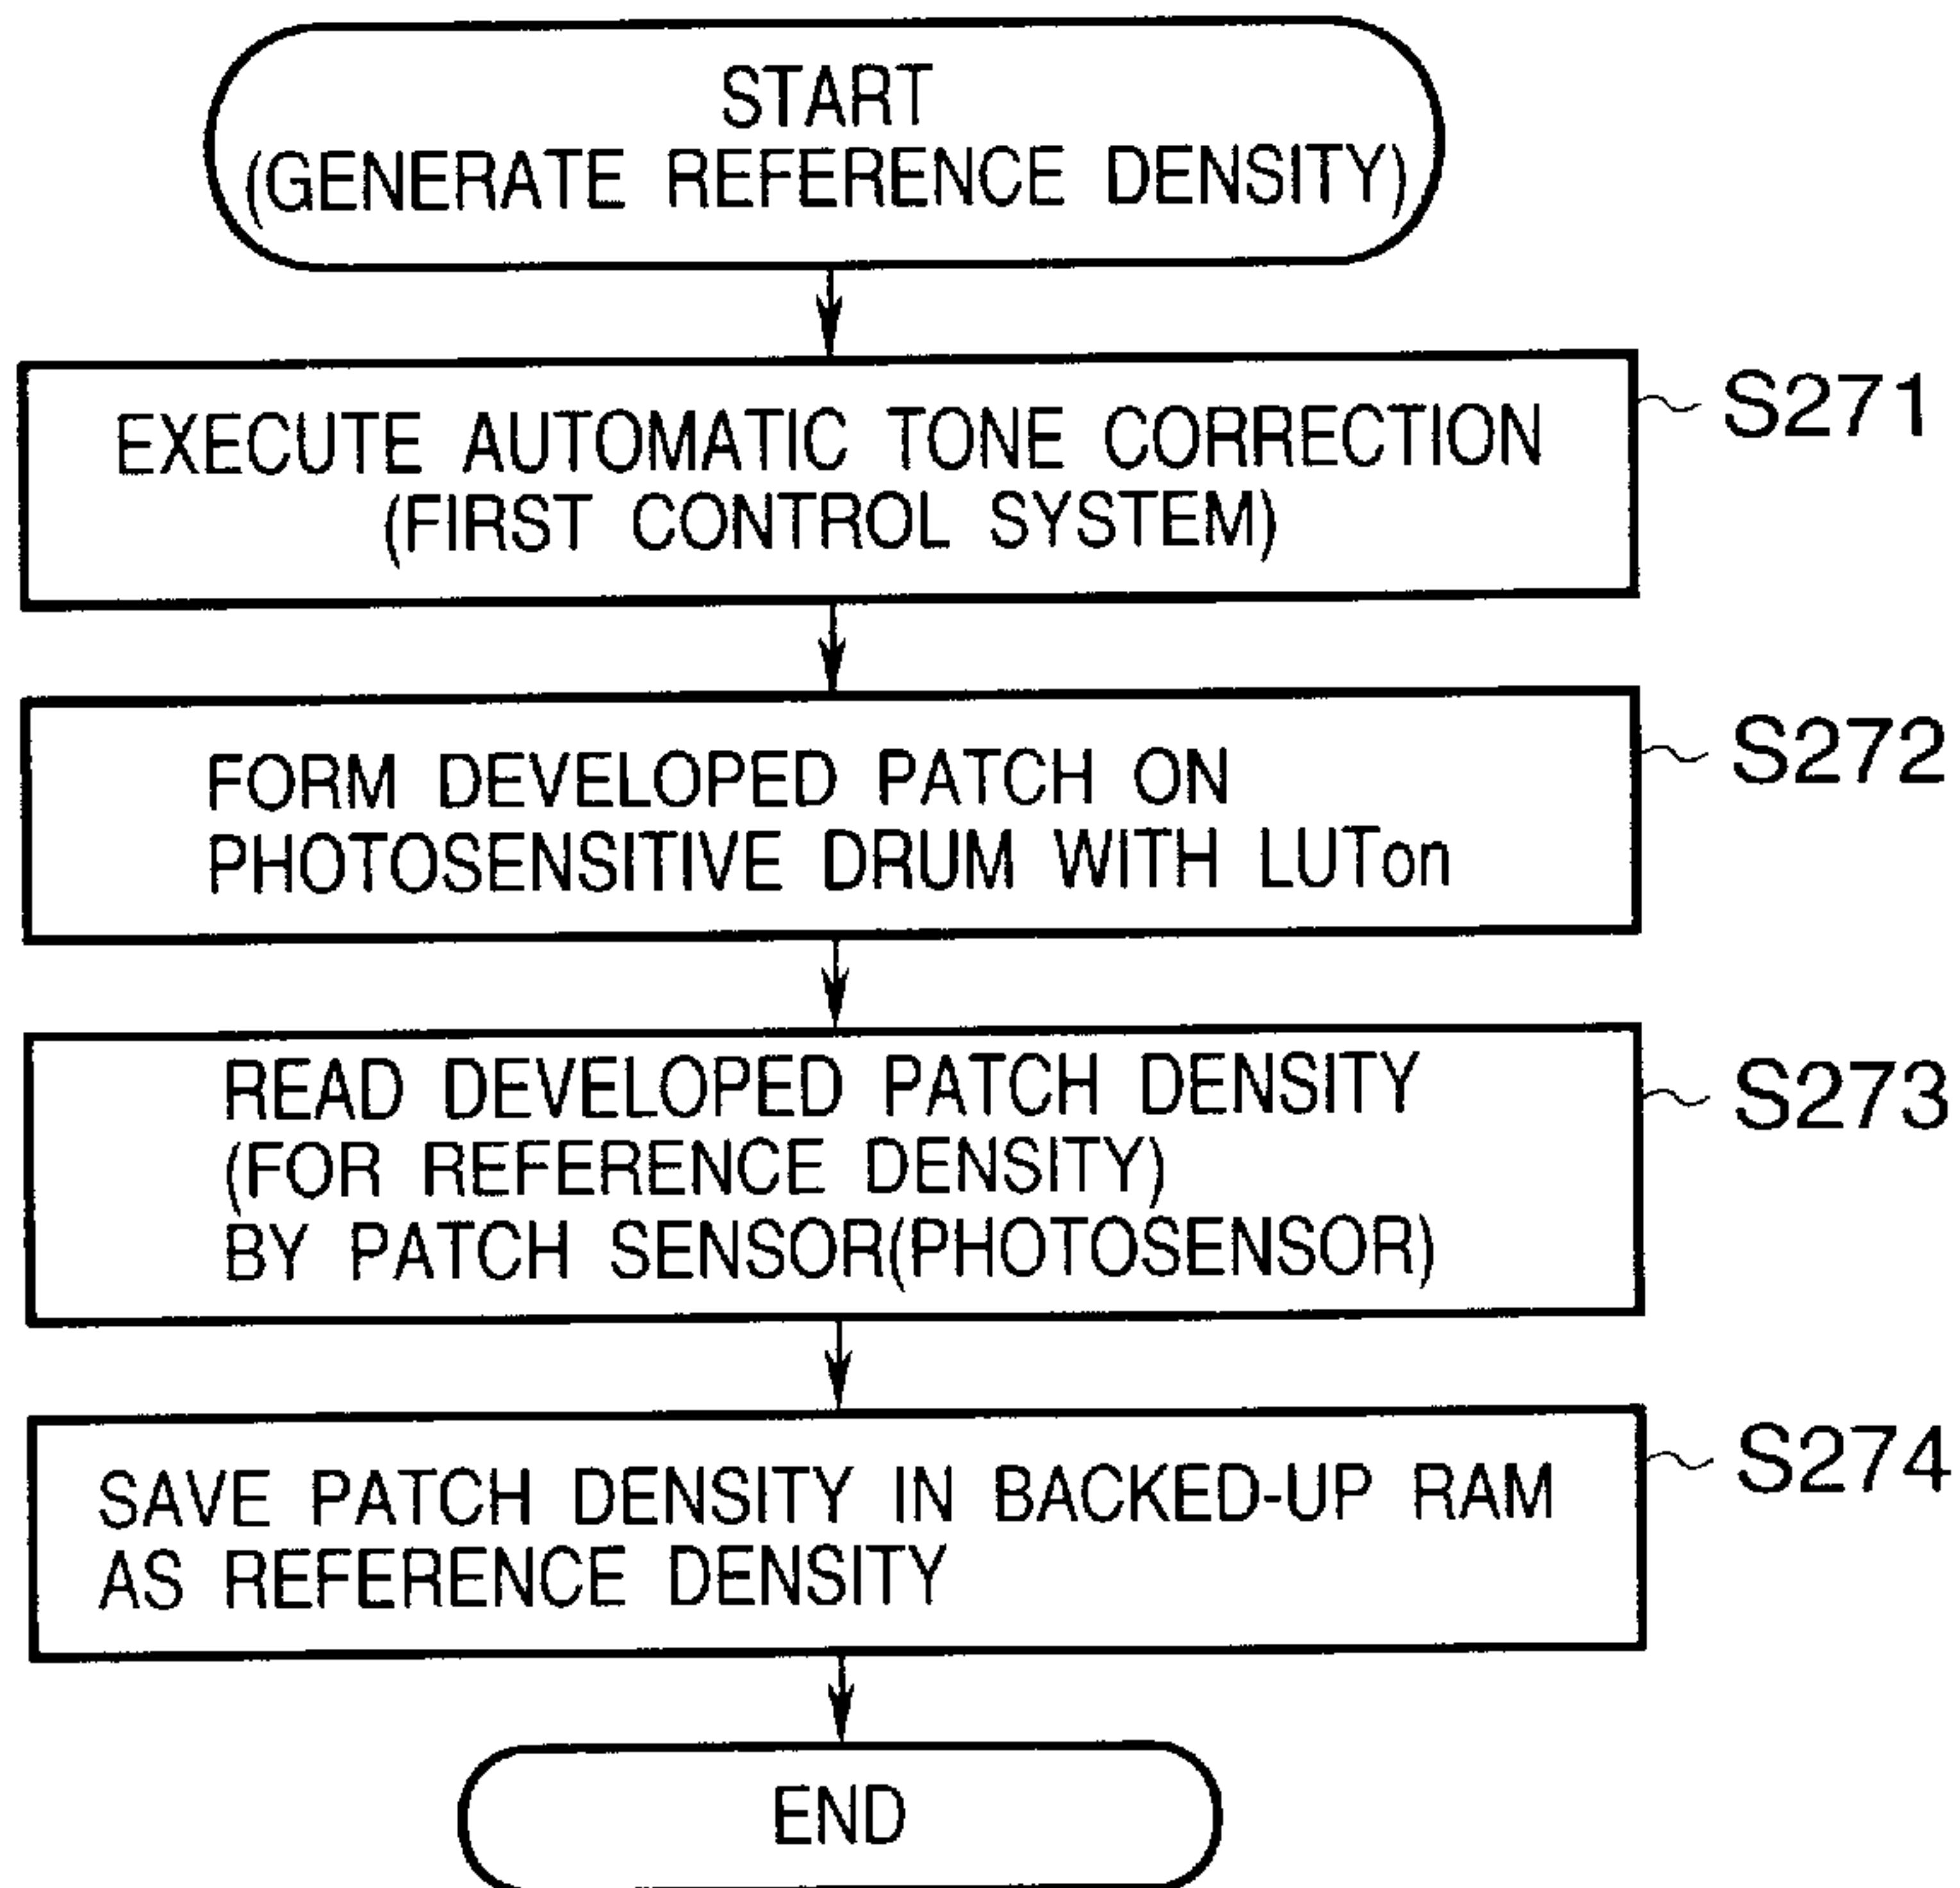 START
(GENERATE REFERENCE DENSITY)
EXECUTE AUTOMATIC TONE CORRECTION
(FIRST CONTROL SYSTEM)
S271
FORM DEVELOPED PATCH ON
PHOTOSENSITIVE DRUM WITH LUTon
S272
READ DEVELOPED PATCH DENSITY
(FOR REFERENCE DENSITY)
BY PATCH SENSOR(PHOTOSENSOR)
S273
SAVE PATCH DENSITY IN BACKED-UP RAM
AS REFERENCE DENSITY
S274
END